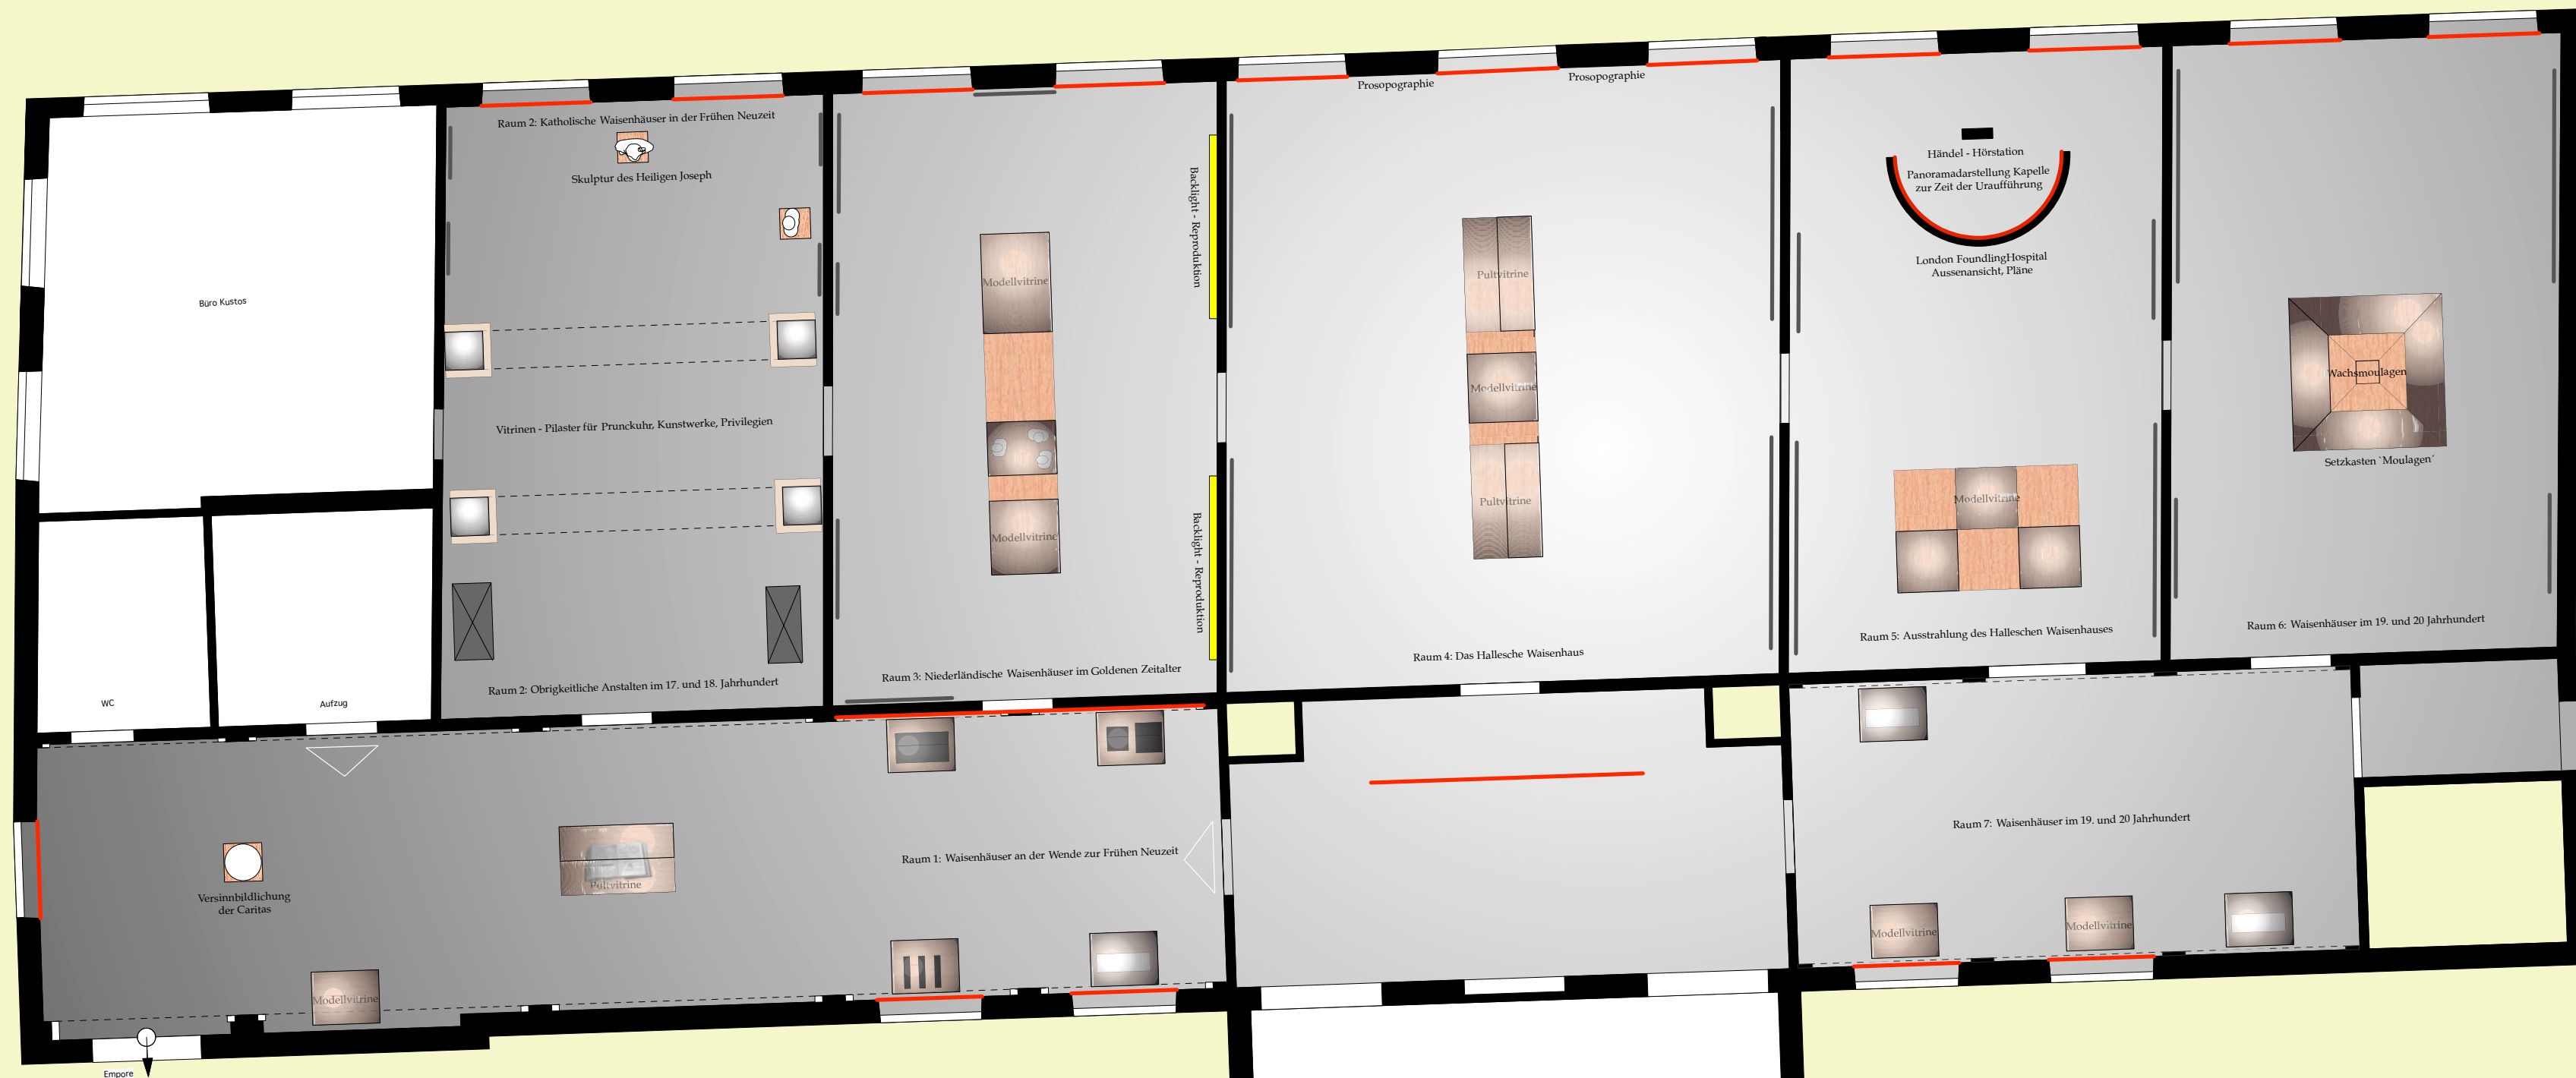 Prosopographie
Prosopographie
Raum 2: Katholische Waisenhäuser in der Frühen Neuzeit
Skulptur des Heiligen Joseph
Büro Kustos
Vitrinen - Pilaster für Prunckuhr, Kunstwerke, Privilegien
Raum 2: Obrigkeitliche Anstalten im 17. und 18. Jahrhundert
WC
Aufzug
Modellvitrine
Modellvitrine
Backlight - Reproduktion
Backlight - Reproduktion
Raum 3: Niederländische Waisenhäuser im Goldenen Zeitalter
Pultvitrine
Modellvitrine
Pultvitrine
Raum 4: Das Hallesche Waisenhaus
Händel - Hörstation
Panoramadarstellung Kapelle
zur Zeit der Uraufführung
London FoundlingHospital
Aussenansicht, Pläne
Modellvitrine
Raum 5: Ausstrahlung des Halleschen Waisenhauses
Wachsmoulagen
Setzkasten `Moulagen´
Raum 6: Waisenhäuser im 19. und 20 Jahrhundert
Versinnbildlichung
der Caritas
Pultvitrine
Raum 1: Waisenhäuser an der Wende zur Frühen Neuzeit
Modellvitrine
Empore
Raum 7: Waisenhäuser im 19. und 20 Jahrhundert
Modellvitrine
Modellvitrine